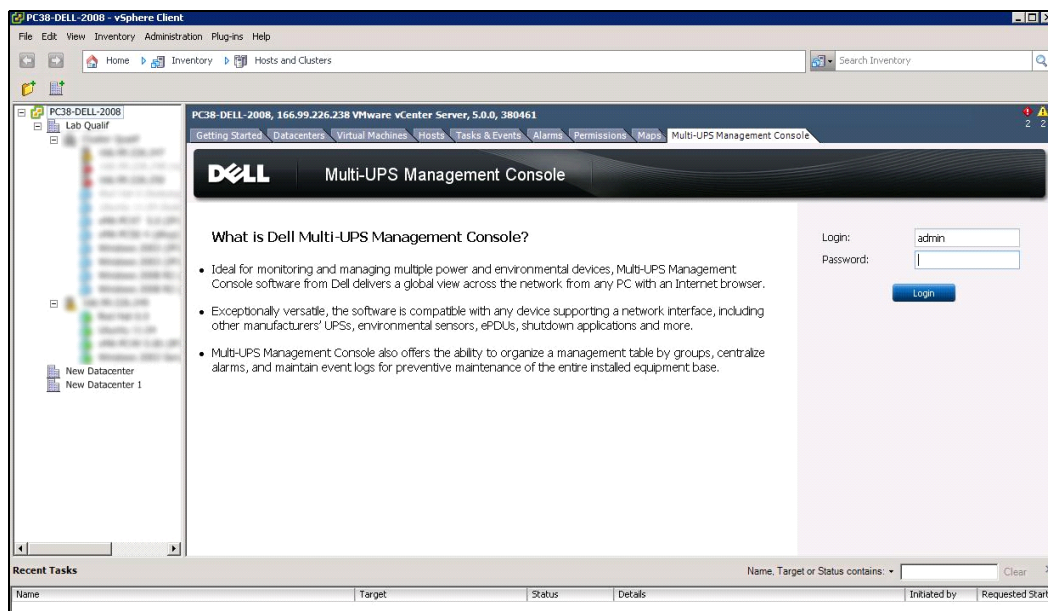 PC38-DELL-2008 - vSphere Client
File Edit View Inventory Administration Plug-ins Help
Home Inventory Hosts and Clusters
Search Inventory
PC38-DELL-2008
Lab Qualif
New Datacenter
New Datacenter 1
PC38-DELL-2008, 166.99.226.238 VMware vCenter Server, 5.0.0, 380461
2 2
Getting Started Datacenters Virtual Machines Hosts Tasks & Events Alarms Permissions Maps Multi-UPS Management Console
DELL Multi-UPS Management Console
What is Dell Multi-UPS Management Console?
• Ideal for monitoring and managing multiple power and environmental devices, Multi-UPS Management
Console software from Dell delivers a global view across the network from any PC with an Internet browser.
• Exceptionally versatile, the software is compatible with any device supporting a network interface, including
other manufacturers' UPSs, environmental sensors, ePDUs, shutdown applications and more.
• Multi-UPS Management Console also offers the ability to organize a management table by groups, centralize
alarms, and maintain event logs for preventive maintenance of the entire installed equipment base.
Login: admin
Password:
Login
Recent Tasks
Name, Target or Status contains: Clear
Name Target Status Details Initiated by Requested Start